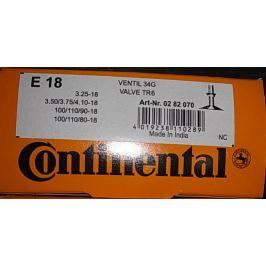 E 18
3.25-18
3.50/3.75/4.10-18
100/110/90-18
100/110/80-18
VENTIL 34G
VALVE TR6
Art-Nr. 02 82 070
4 019238 110289
Made In India
NC
Continental